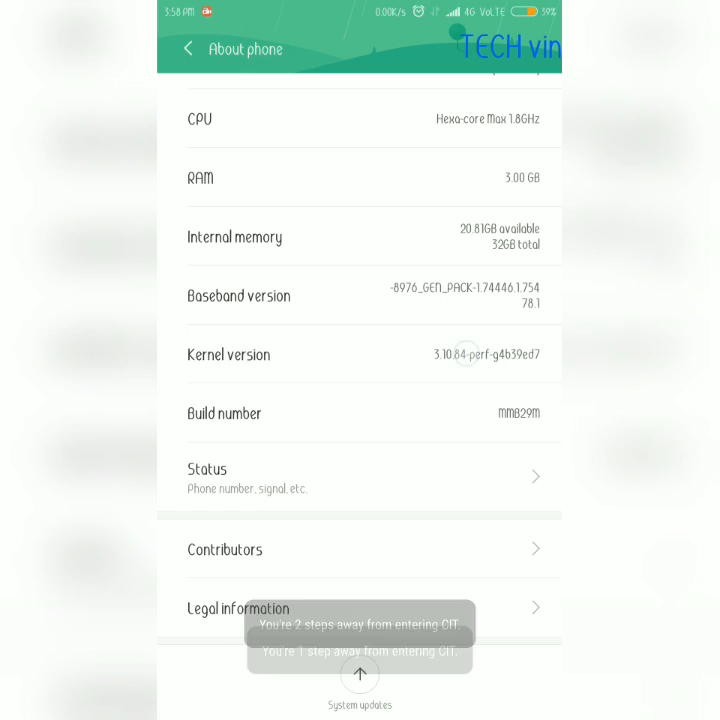 3:58 PM
0.00K/s 4G VoLTE 39%
About phone
TECH vin
CPU
Hexa-core Max 1.8GHz
RAM
3.00 GB
Internal memory
20.81GB available
32GB total
Baseband version
-8976_GEN_PACK-1.74446.1.754
78.1
Kernel version
3.10.84-perf-g4b39ed7
Build number
MMB29M
Status
Phone number, signal, etc.
Contributors
Legal information
You're 2 steps away from entering CIT.
You're 1 step away from entering CIT.
System updates